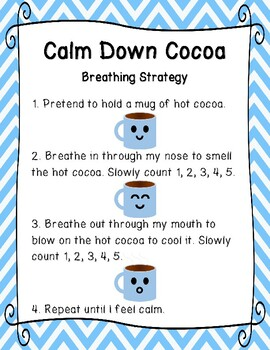 Calm Down Cocoa
Breathing Strategy
1. Pretend to hold a mug of hot cocoa.
2. Breathe in through my nose to smell
the hot cocoa. Slowly count 1, 2, 3, 4, 5.
3. Breathe out through my mouth to
blow on the hot cocoa to cool it. Slowly
count 1, 2, 3, 4, 5.
4. Repeat until I feel calm.